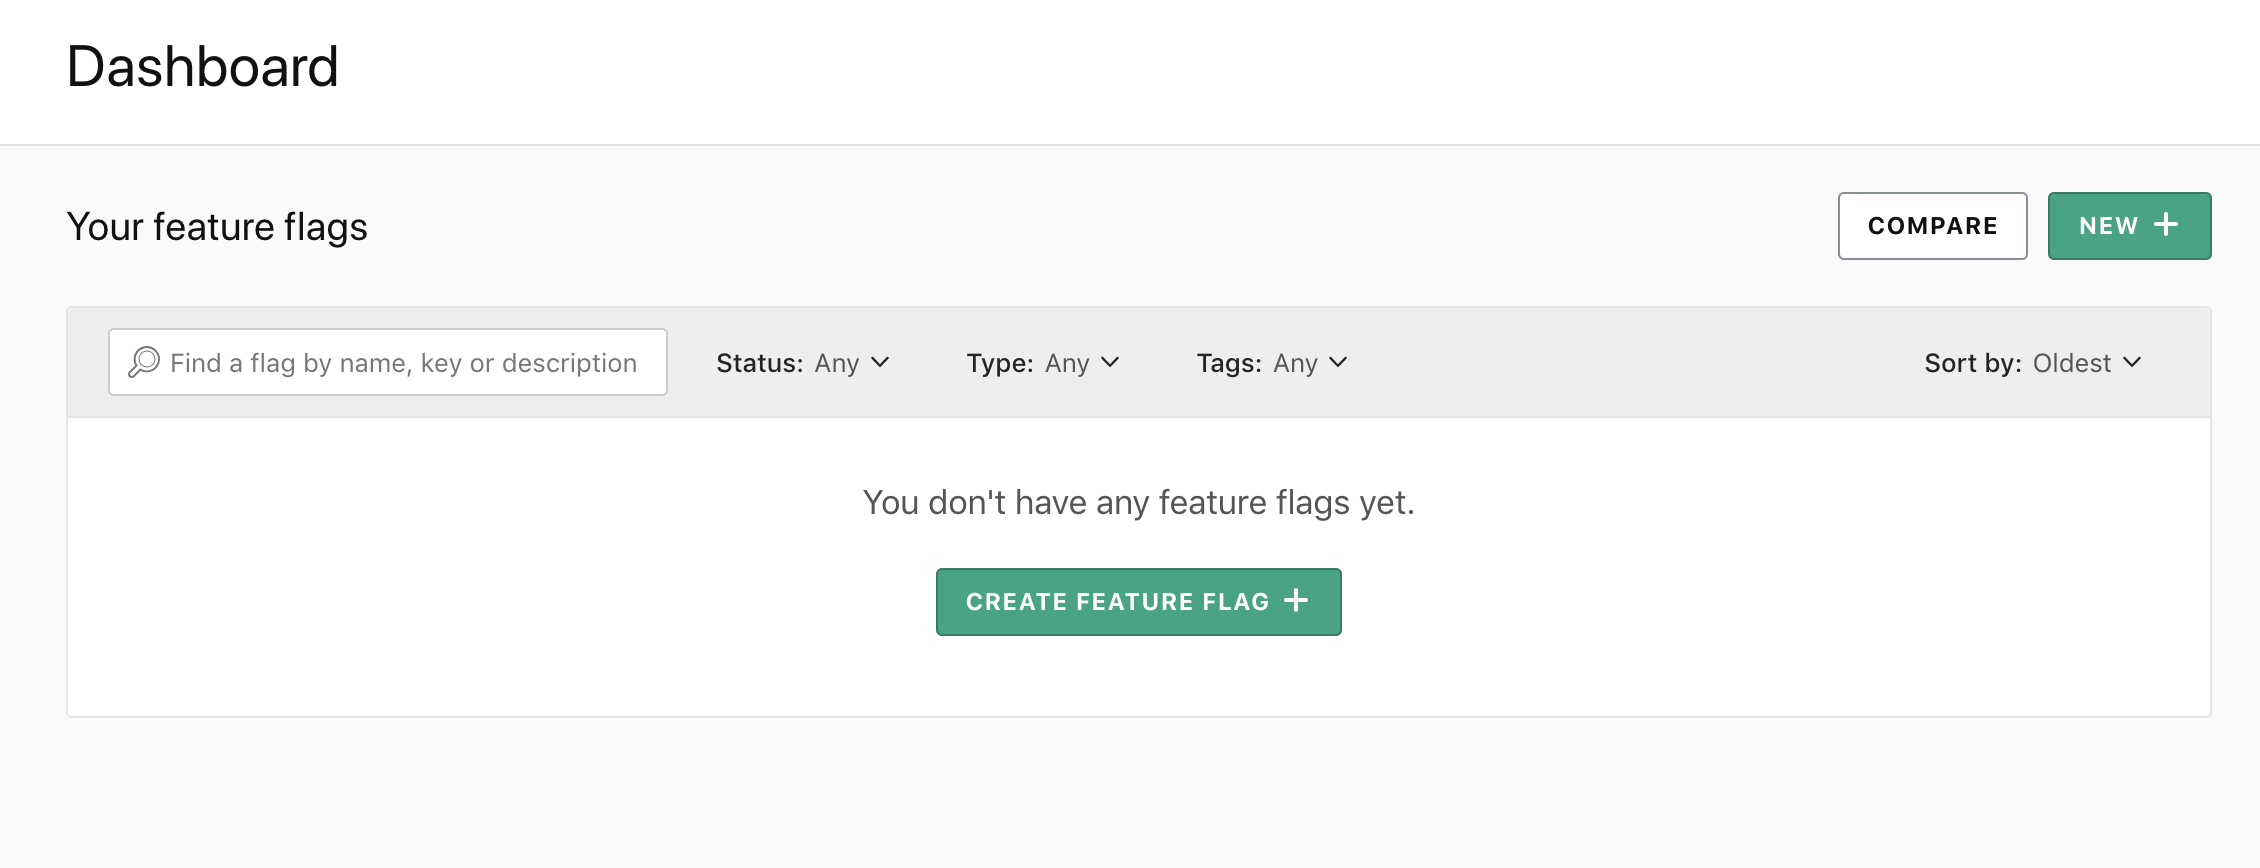 Dashboard
Your feature flags
COMPARE
NEW +
Find a flag by name, key or description
Status: Any
Type: Any
Tags: Any
Sort by: Oldest
You don't have any feature flags yet.
CREATE FEATURE FLAG +